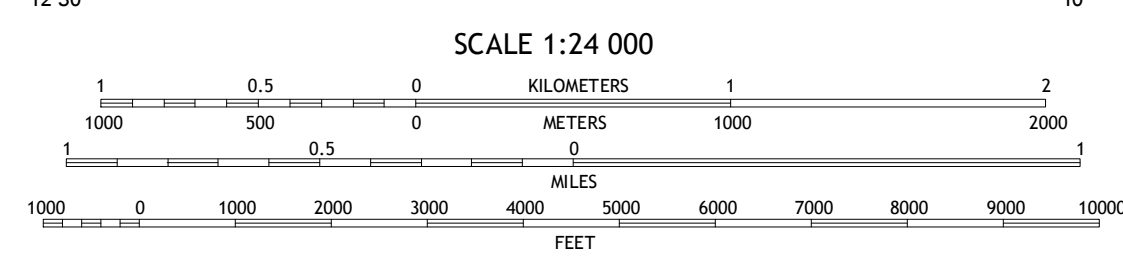 12'30"
10'
SCALE 1:24 000
1 0.5 0 KILOMETERS 1 2
1000 500 0 METERS 1000 2000
1 0.5 0 1
MILES
1000 0 1000 2000 3000 4000 5000 6000 7000 8000 9000 10000
FEET